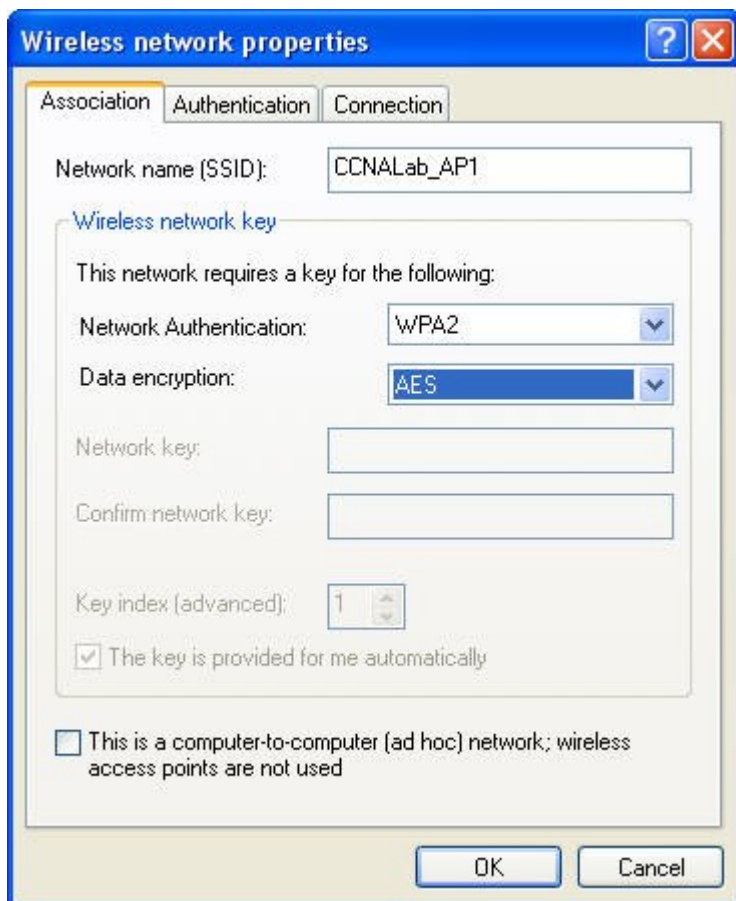 Wireless network properties
Association Authentication Connection
Network name (SSID): CCNALab_AP1
Wireless network key
This network requires a key for the following:
Network Authentication: WPA2
Data encryption: AES
Network key:
Confirm network key:
Key index (advanced): 1
The key is provided for me automatically
This is a computer-to-computer (ad hoc) network; wireless
access points are not used
OK Cancel